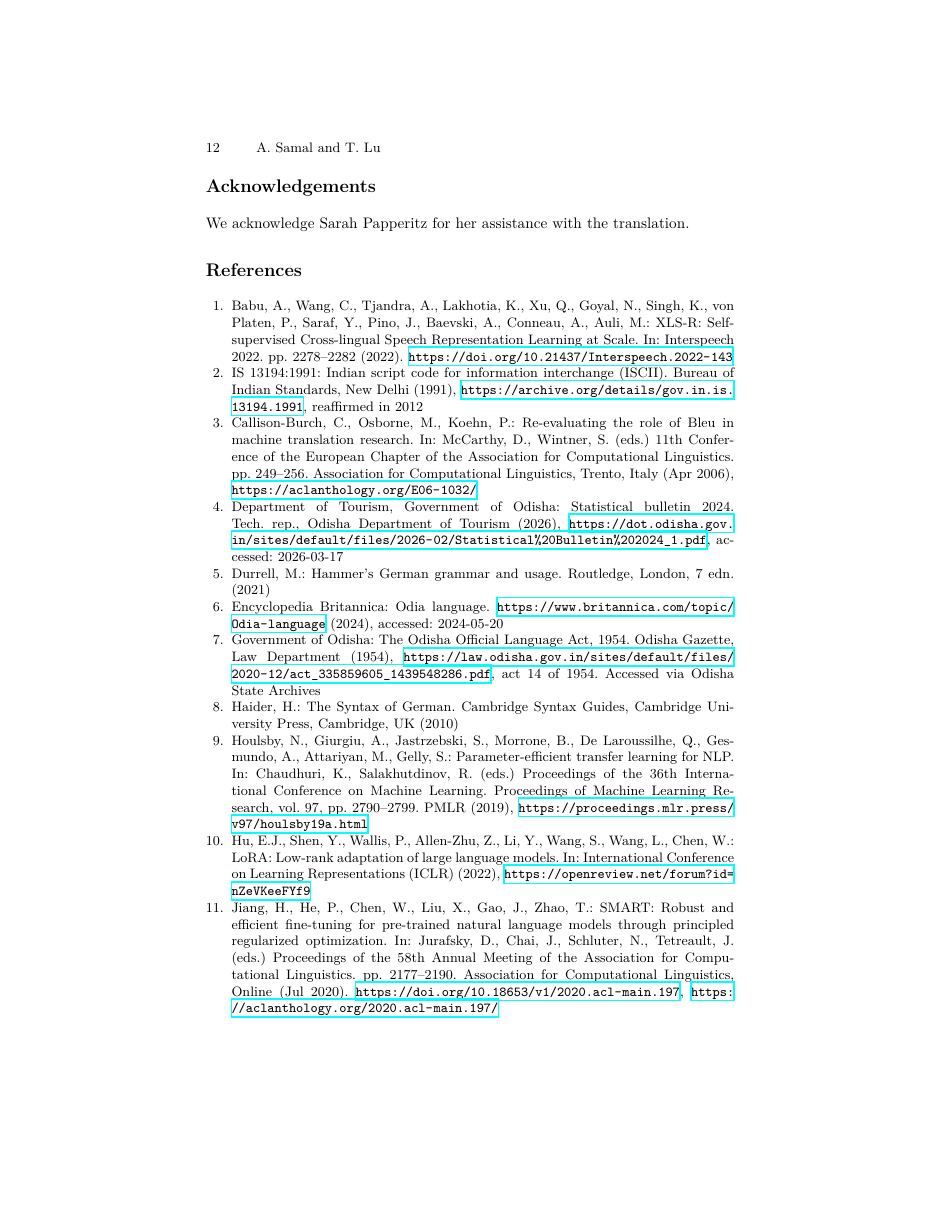 12 A. Samal and T. Lu
Acknowledgements
We acknowledge Sarah Papperitz for her assistance with the translation.
References
1. Babu, A., Wang, C., Tjandra, A., Lakhotia, K., Xu, Q., Goyal, N., Singh, K., von
Platen, P., Saraf, Y., Pino, J., Baevski, A., Conneau, A., Auli, M.: XLS-R: Self-
supervised Cross-lingual Speech Representation Learning at Scale. In: Interspeech
2022. pp. 2278–2282 (2022). https://doi.org/10.21437/Interspeech.2022-143
2. IS 13194:1991: Indian script code for information interchange (ISCII). Bureau of
Indian Standards, New Delhi (1991), https://archive.org/details/gov.in.is.
13194.1991, reaffirmed in 2012
3. Callison-Burch, C., Osborne, M., Koehn, P.: Re-evaluating the role of Bleu in
machine translation research. In: McCarthy, D., Wintner, S. (eds.) 11th Confer-
ence of the European Chapter of the Association for Computational Linguistics.
pp. 249–256. Association for Computational Linguistics, Trento, Italy (Apr 2006),
https://aclanthology.org/E06-1032/
4. Department of Tourism, Government of Odisha: Statistical bulletin 2024.
Tech. rep., Odisha Department of Tourism (2026), https://dot.odisha.gov.
in/sites/default/files/2026-02/Statistical%20Bulletin%202024_1.pdf, ac-
cessed: 2026-03-17
5. Durrell, M.: Hammer's German grammar and usage. Routledge, London, 7 edn.
(2021)
6. Encyclopedia Britannica: Odia language. https://www.britannica.com/topic/
Odia-language (2024), accessed: 2024-05-20
7. Government of Odisha: The Odisha Official Language Act, 1954. Odisha Gazette,
Law Department (1954), https://law.odisha.gov.in/sites/default/files/
2020-12/act_335859605_1439548286.pdf, act 14 of 1954. Accessed via Odisha
State Archives
8. Haider, H.: The Syntax of German. Cambridge Syntax Guides, Cambridge Uni-
versity Press, Cambridge, UK (2010)
9. Houlsby, N., Giurgiu, A., Jastrzebski, S., Morrone, B., De Laroussilhe, Q., Ges-
mundo, A., Attariyan, M., Gelly, S.: Parameter-efficient transfer learning for NLP.
In: Chaudhuri, K., Salakhutdinov, R. (eds.) Proceedings of the 36th Interna-
tional Conference on Machine Learning. Proceedings of Machine Learning Re-
search, vol. 97, pp. 2790–2799. PMLR (2019), https://proceedings.mlr.press/
v97/houlsby19a.html
10. Hu, E.J., Shen, Y., Wallis, P., Allen-Zhu, Z., Li, Y., Wang, S., Wang, L., Chen, W.:
LoRA: Low-rank adaptation of large language models. In: International Conference
on Learning Representations (ICLR) (2022), https://openreview.net/forum?id=
nZeVKeeFYf9
11. Jiang, H., He, P., Chen, W., Liu, X., Gao, J., Zhao, T.: SMART: Robust and
efficient fine-tuning for pre-trained natural language models through principled
regularized optimization. In: Jurafsky, D., Chai, J., Schluter, N., Tetreault, J.
(eds.) Proceedings of the 58th Annual Meeting of the Association for Compu-
tational Linguistics. pp. 2177–2190. Association for Computational Linguistics,
Online (Jul 2020). https://doi.org/10.18653/v1/2020.acl-main.197, https:
//aclanthology.org/2020.acl-main.197/